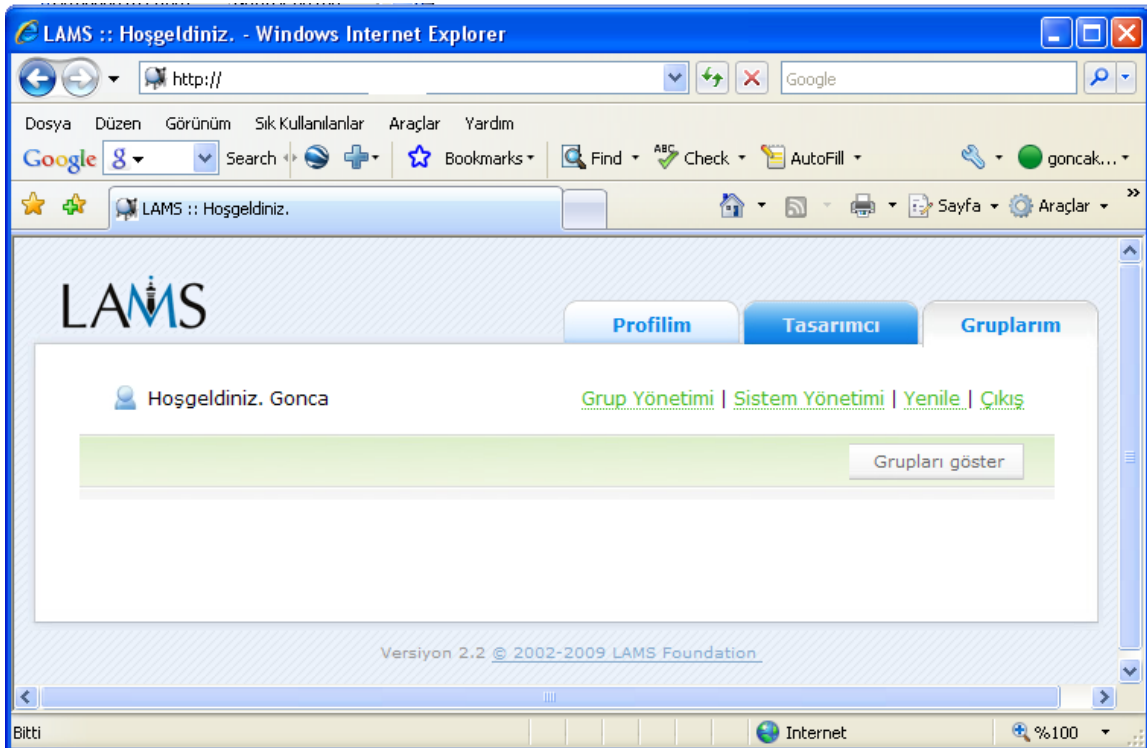 LAMS :: Hoşgeldiniz. - Windows Internet Explorer
http://
Google
Dosya Düzen Görünüm Sık Kullanılanlar Araçlar Yardım
Google Search Bookmarks Find Check AutoFill goncak...
LAMS :: Hoşgeldiniz. Sayfa Araçlar »
LAMS
Profilim Tasarımcı Gruplarım
Hoşgeldiniz. Gonca Grup Yönetimi | Sistem Yönetimi | Yenile | Çıkış
Grupları göster
Versiyon 2.2 © 2002-2009 LAMS Foundation
Bitti Internet %100